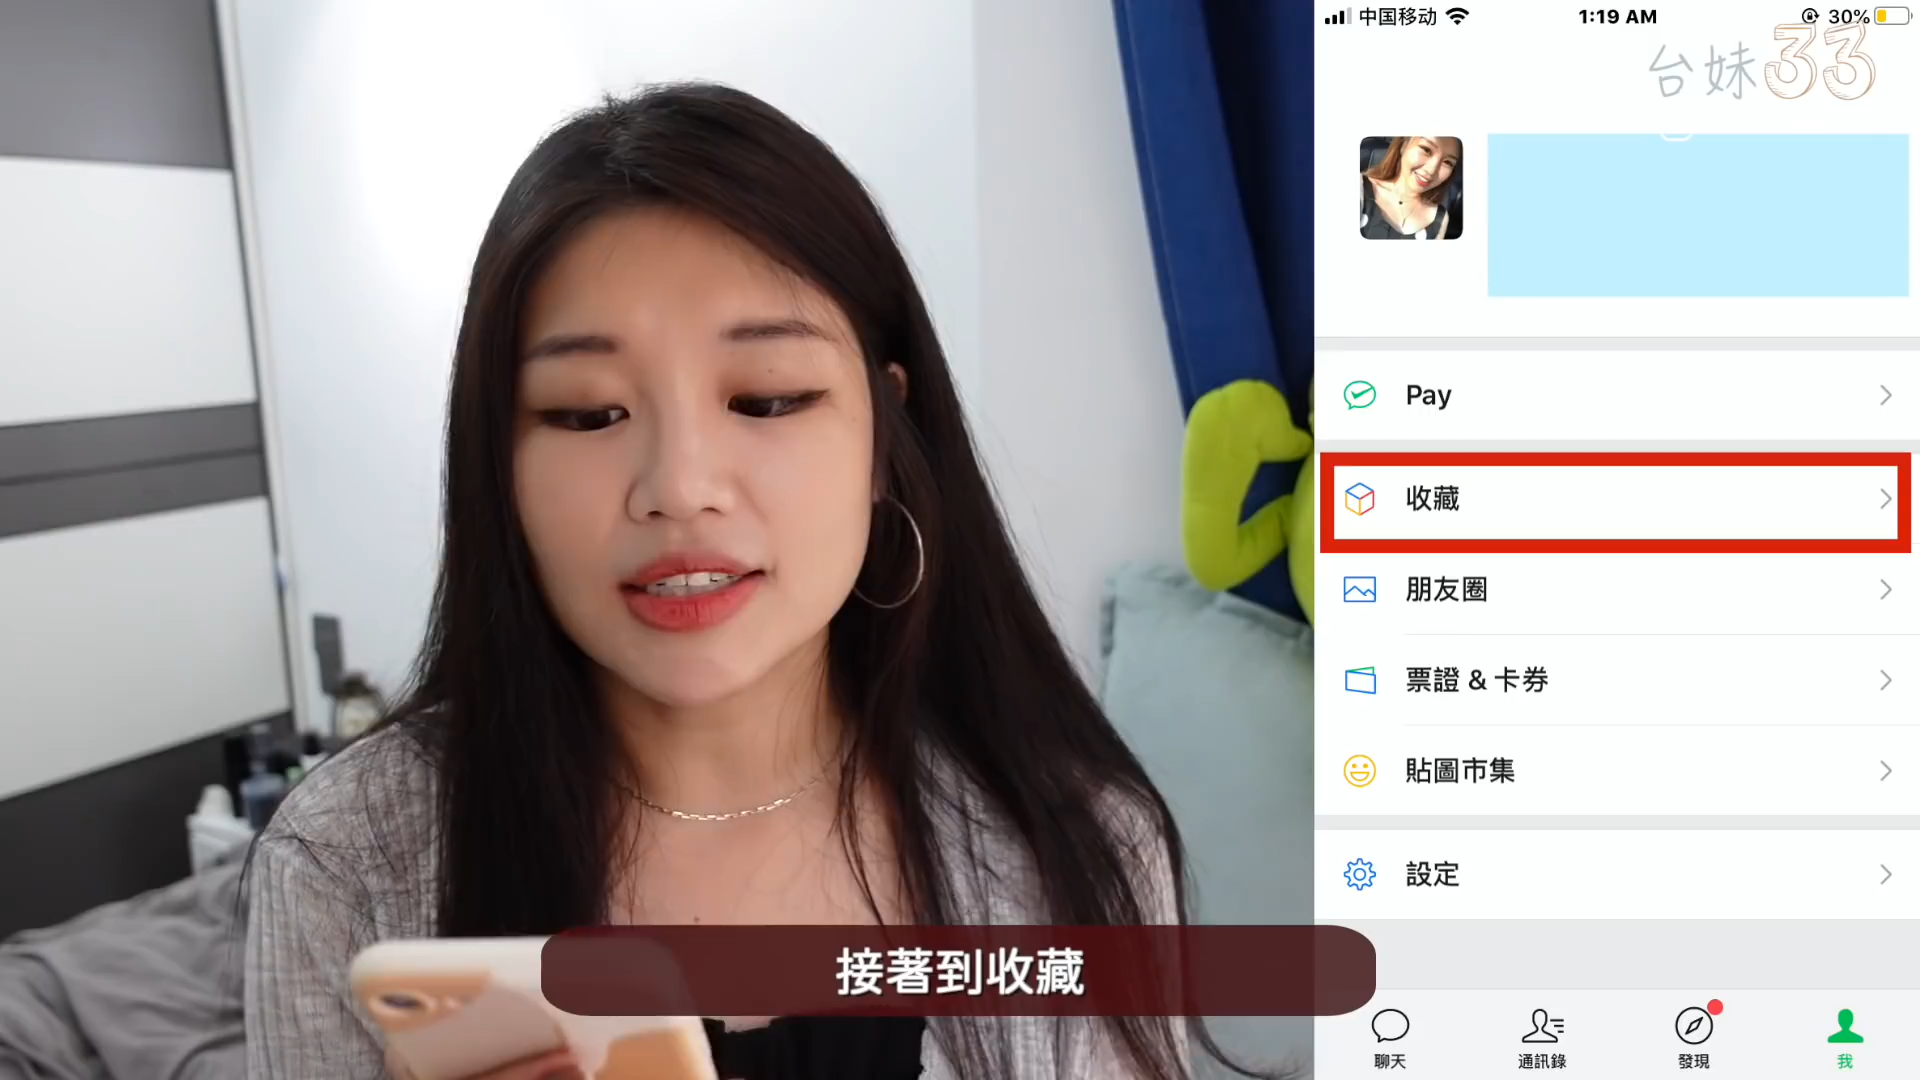 中国移动
1:19 AM
30%
台妹33
Pay
收藏
朋友圈
票證 & 卡券
貼圖市集
設定
接著到收藏
聊天
通訊錄
發現
我